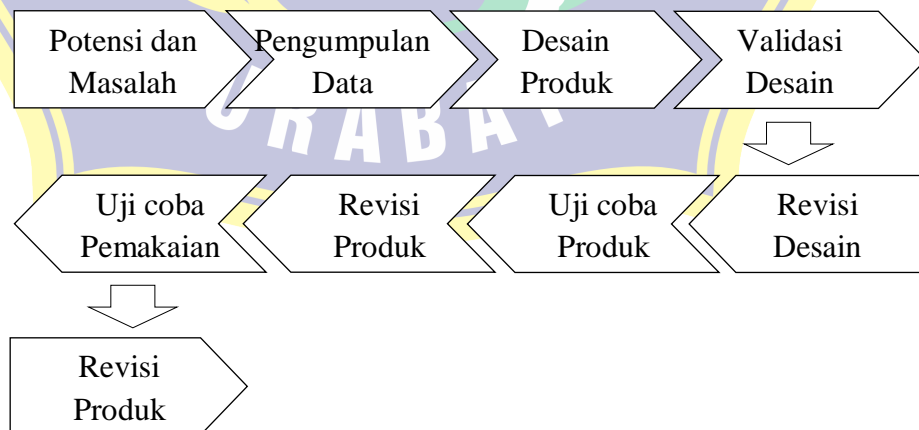 Potensi dan
Masalah
Pengumpulan
Data
Desain
Produk
Validasi
Desain
Revisi
Desain
Uji coba
Produk
Revisi
Produk
Uji coba
Pemakaian
Revisi
Produk